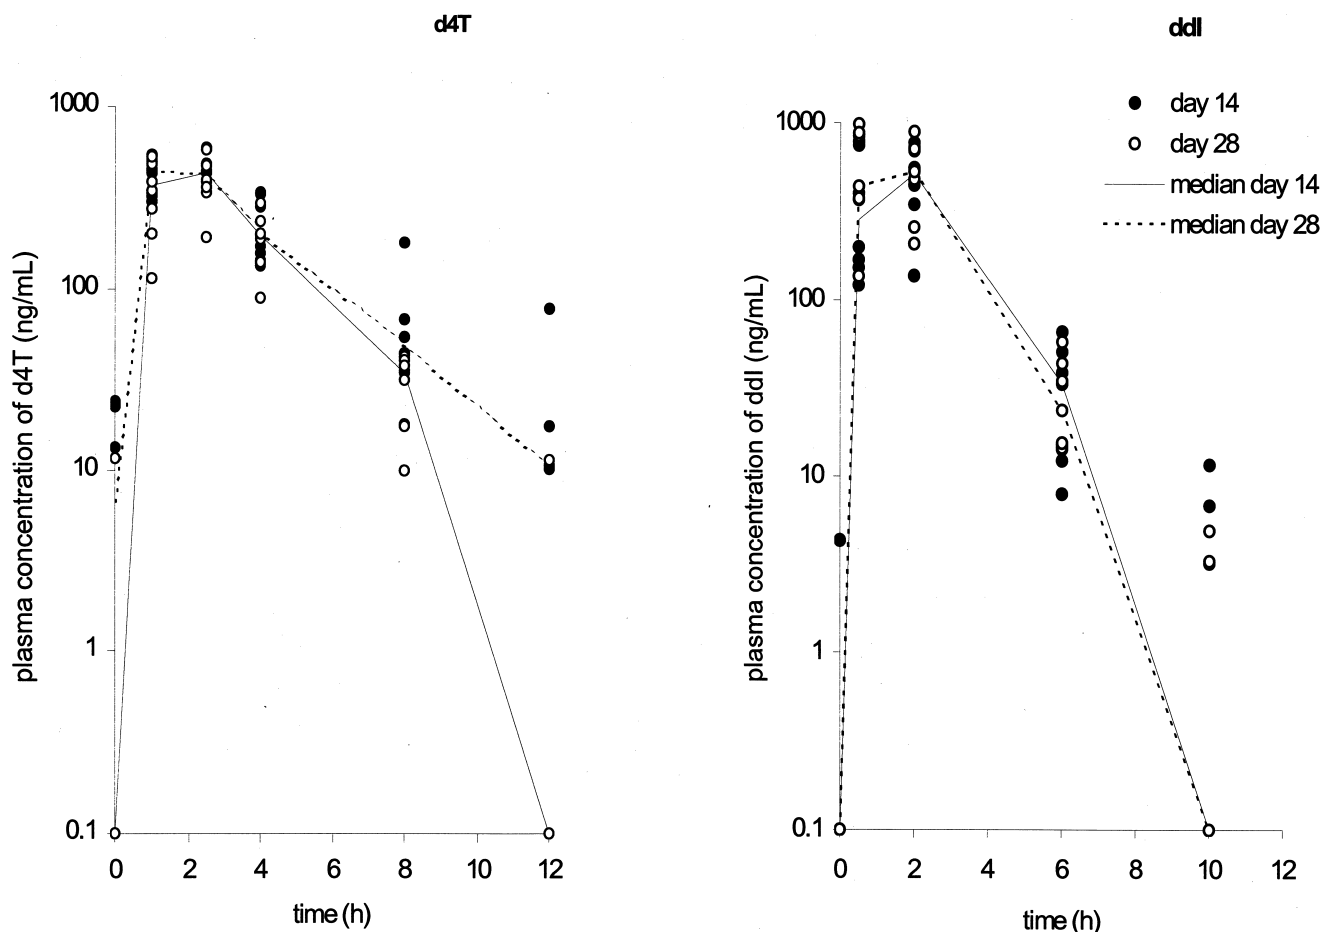 d4T
plasma concentration of d4T (ng/mL)
1000
100
10
1
0.1
0
2
4
6
8
10
12
time (h)
ddI
day 14
day 28
median day 14
median day 28
plasma concentration of ddI (ng/mL)
1000
100
10
1
0.1
0
2
4
6
8
10
12
time (h)